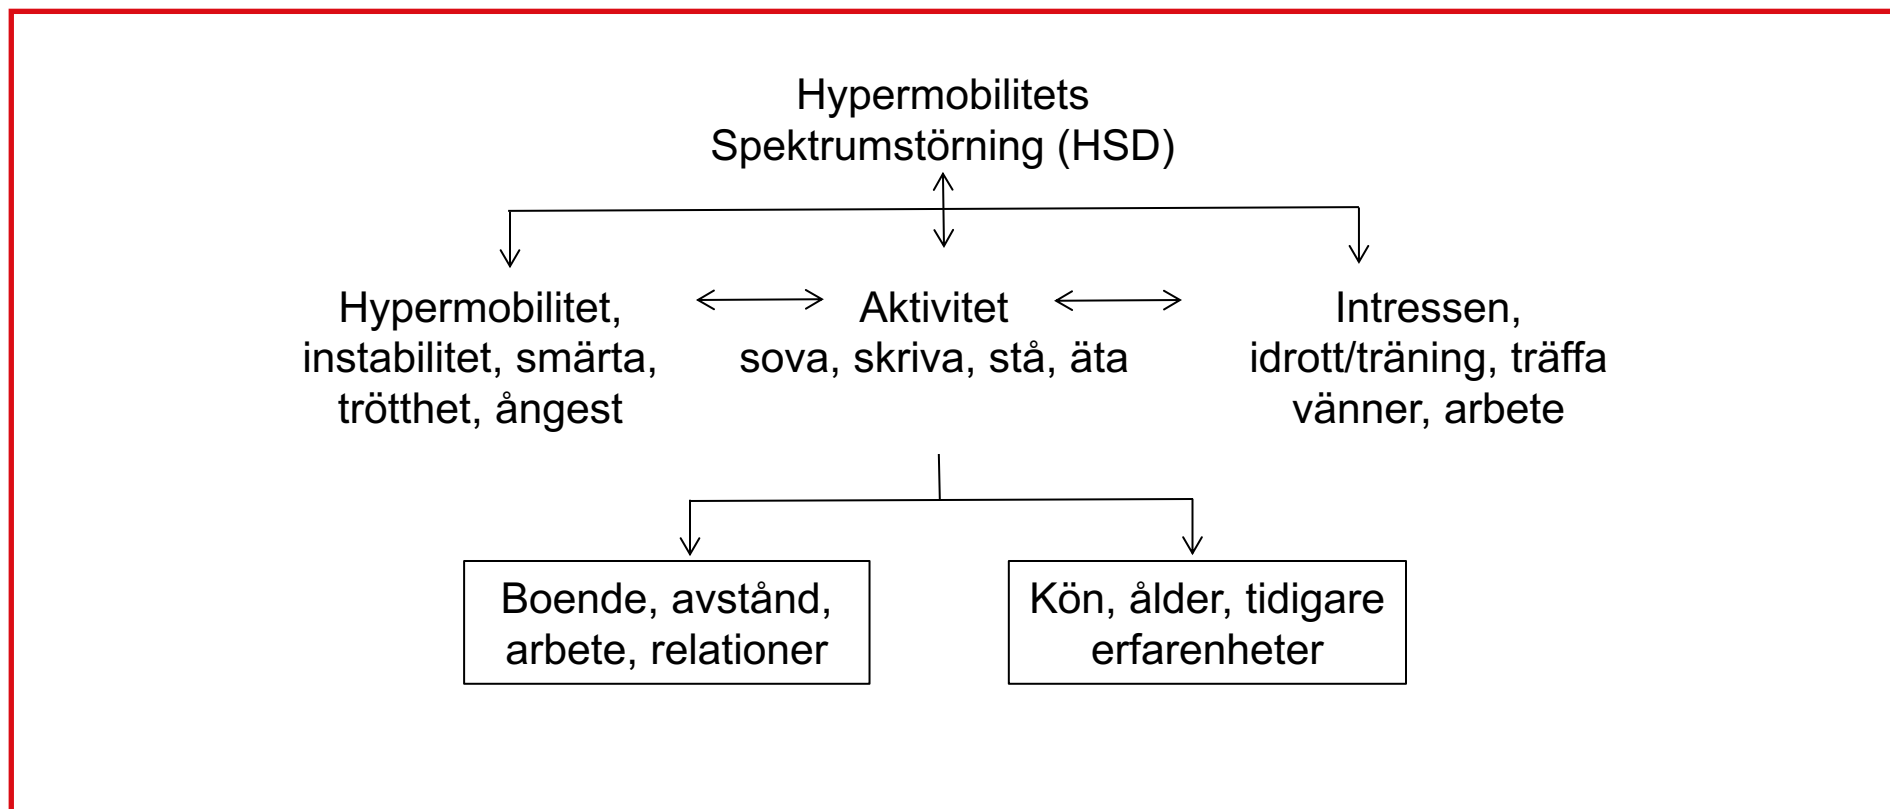 Hypermobilitets
Spektrumstörning (HSD)
Hypermobilitet,
instabilitet, smärta,
trötthet, ångest
Aktivitet
sova, skriva, stå, äta
Intressen,
idrott/träning, träffa
vänner, arbete
Boende, avstånd,
arbete, relationer
Kön, ålder, tidigare
erfarenheter